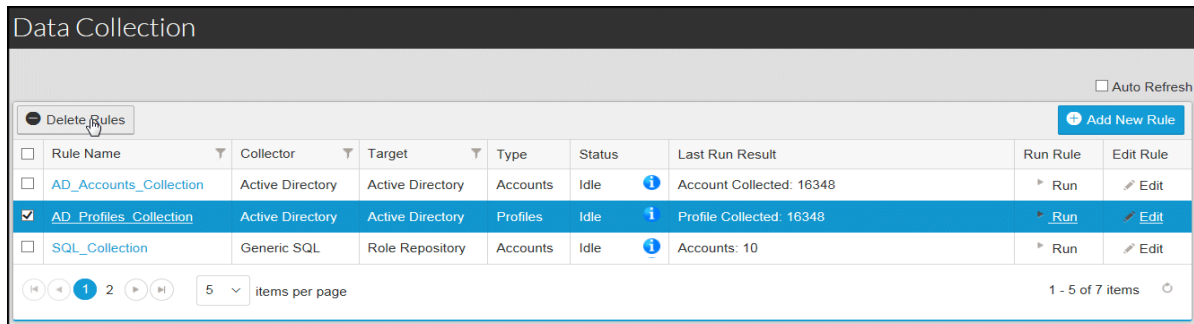 Data Collection
Auto Refresh
Delete Rules
Add New Rule
Rule Name Collector Target Type Status Last Run Result Run Rule Edit Rule
AD_Accounts_Collection Active Directory Active Directory Accounts Idle i Account Collected: 16348 Run Edit
AD_Profiles_Collection Active Directory Active Directory Profiles Idle i Profile Collected: 16348 Run Edit
SQL_Collection Generic SQL Role Repository Accounts Idle i Accounts: 10 Run Edit
1 2 5 items per page 1 - 5 of 7 items